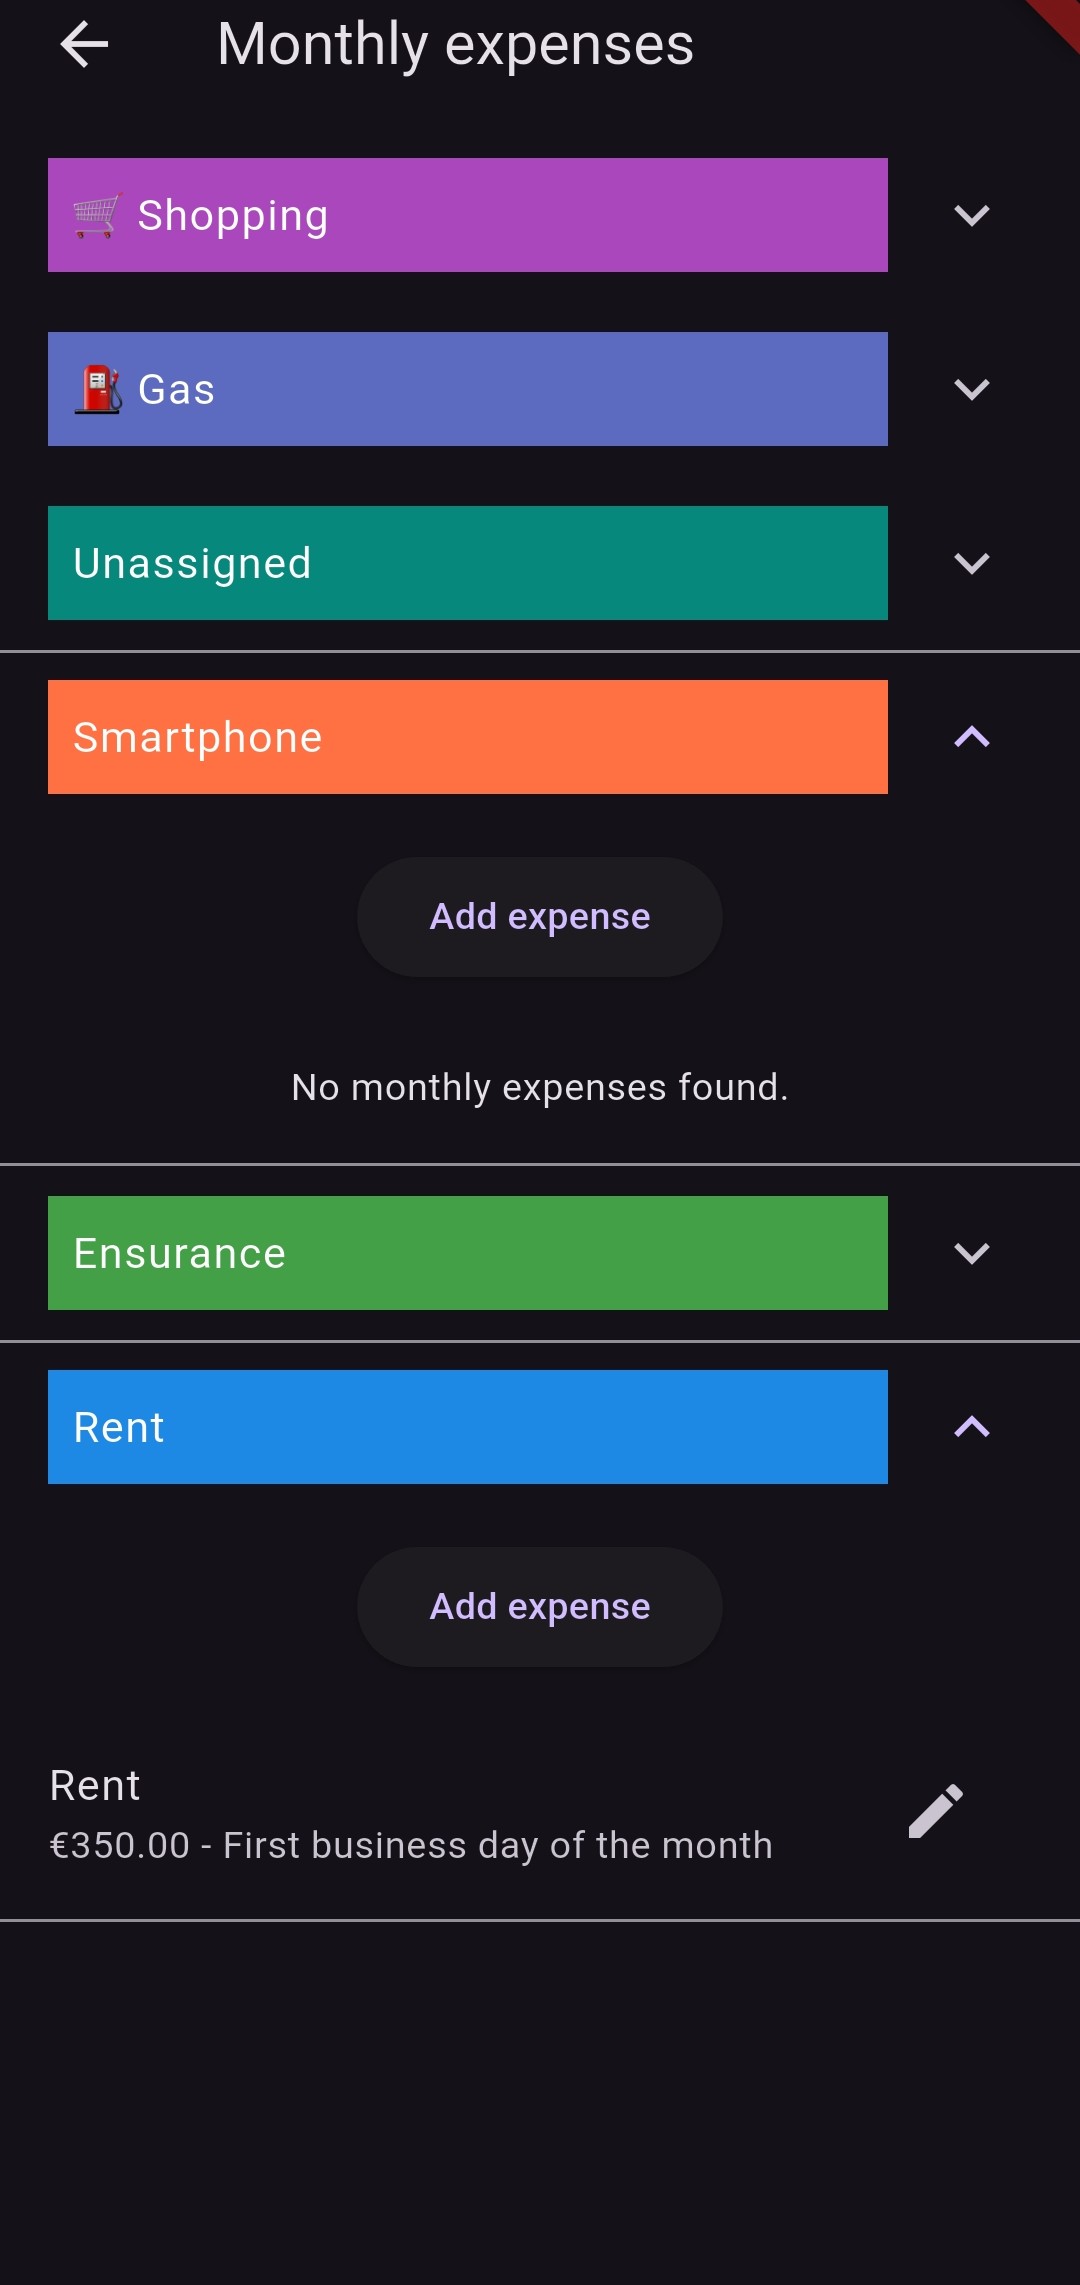 Monthly expenses
🛒 Shopping
⛽ Gas
Unassigned
Smartphone
Add expense
No monthly expenses found.
Ensurance
Rent
Add expense
Rent
€350.00 - First business day of the month